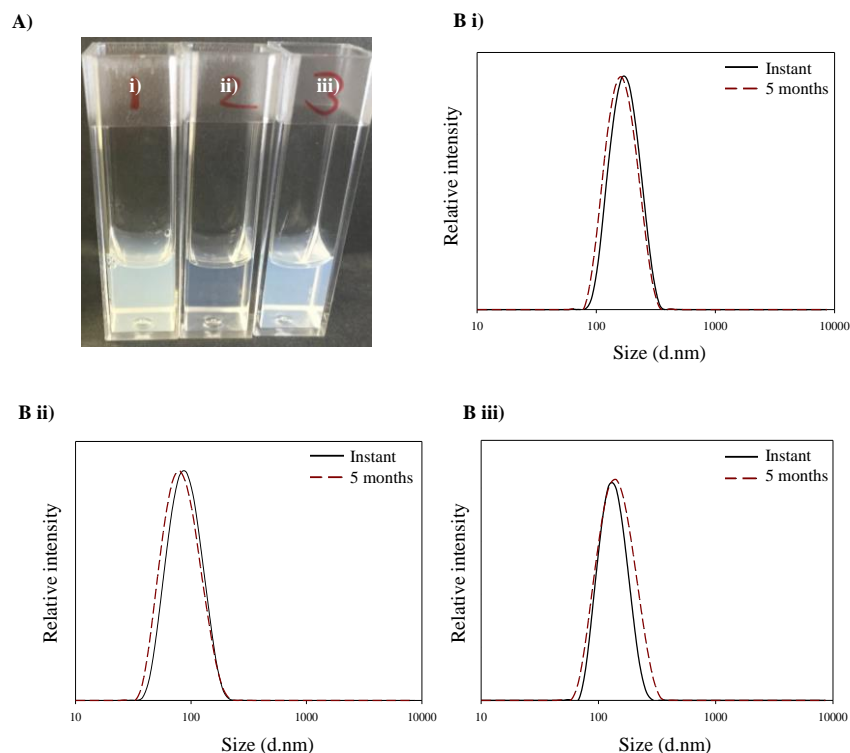 A)
i) ii) iii)
1 2 3
B i)
Instant
5 months
Relative intensity
10 100 1000 10000
Size (d.nm)
B ii)
Instant
5 months
Relative intensity
10 100 1000 10000
Size (d.nm)
B iii)
Instant
5 months
Relative intensity
10 100 1000 10000
Size (d.nm)